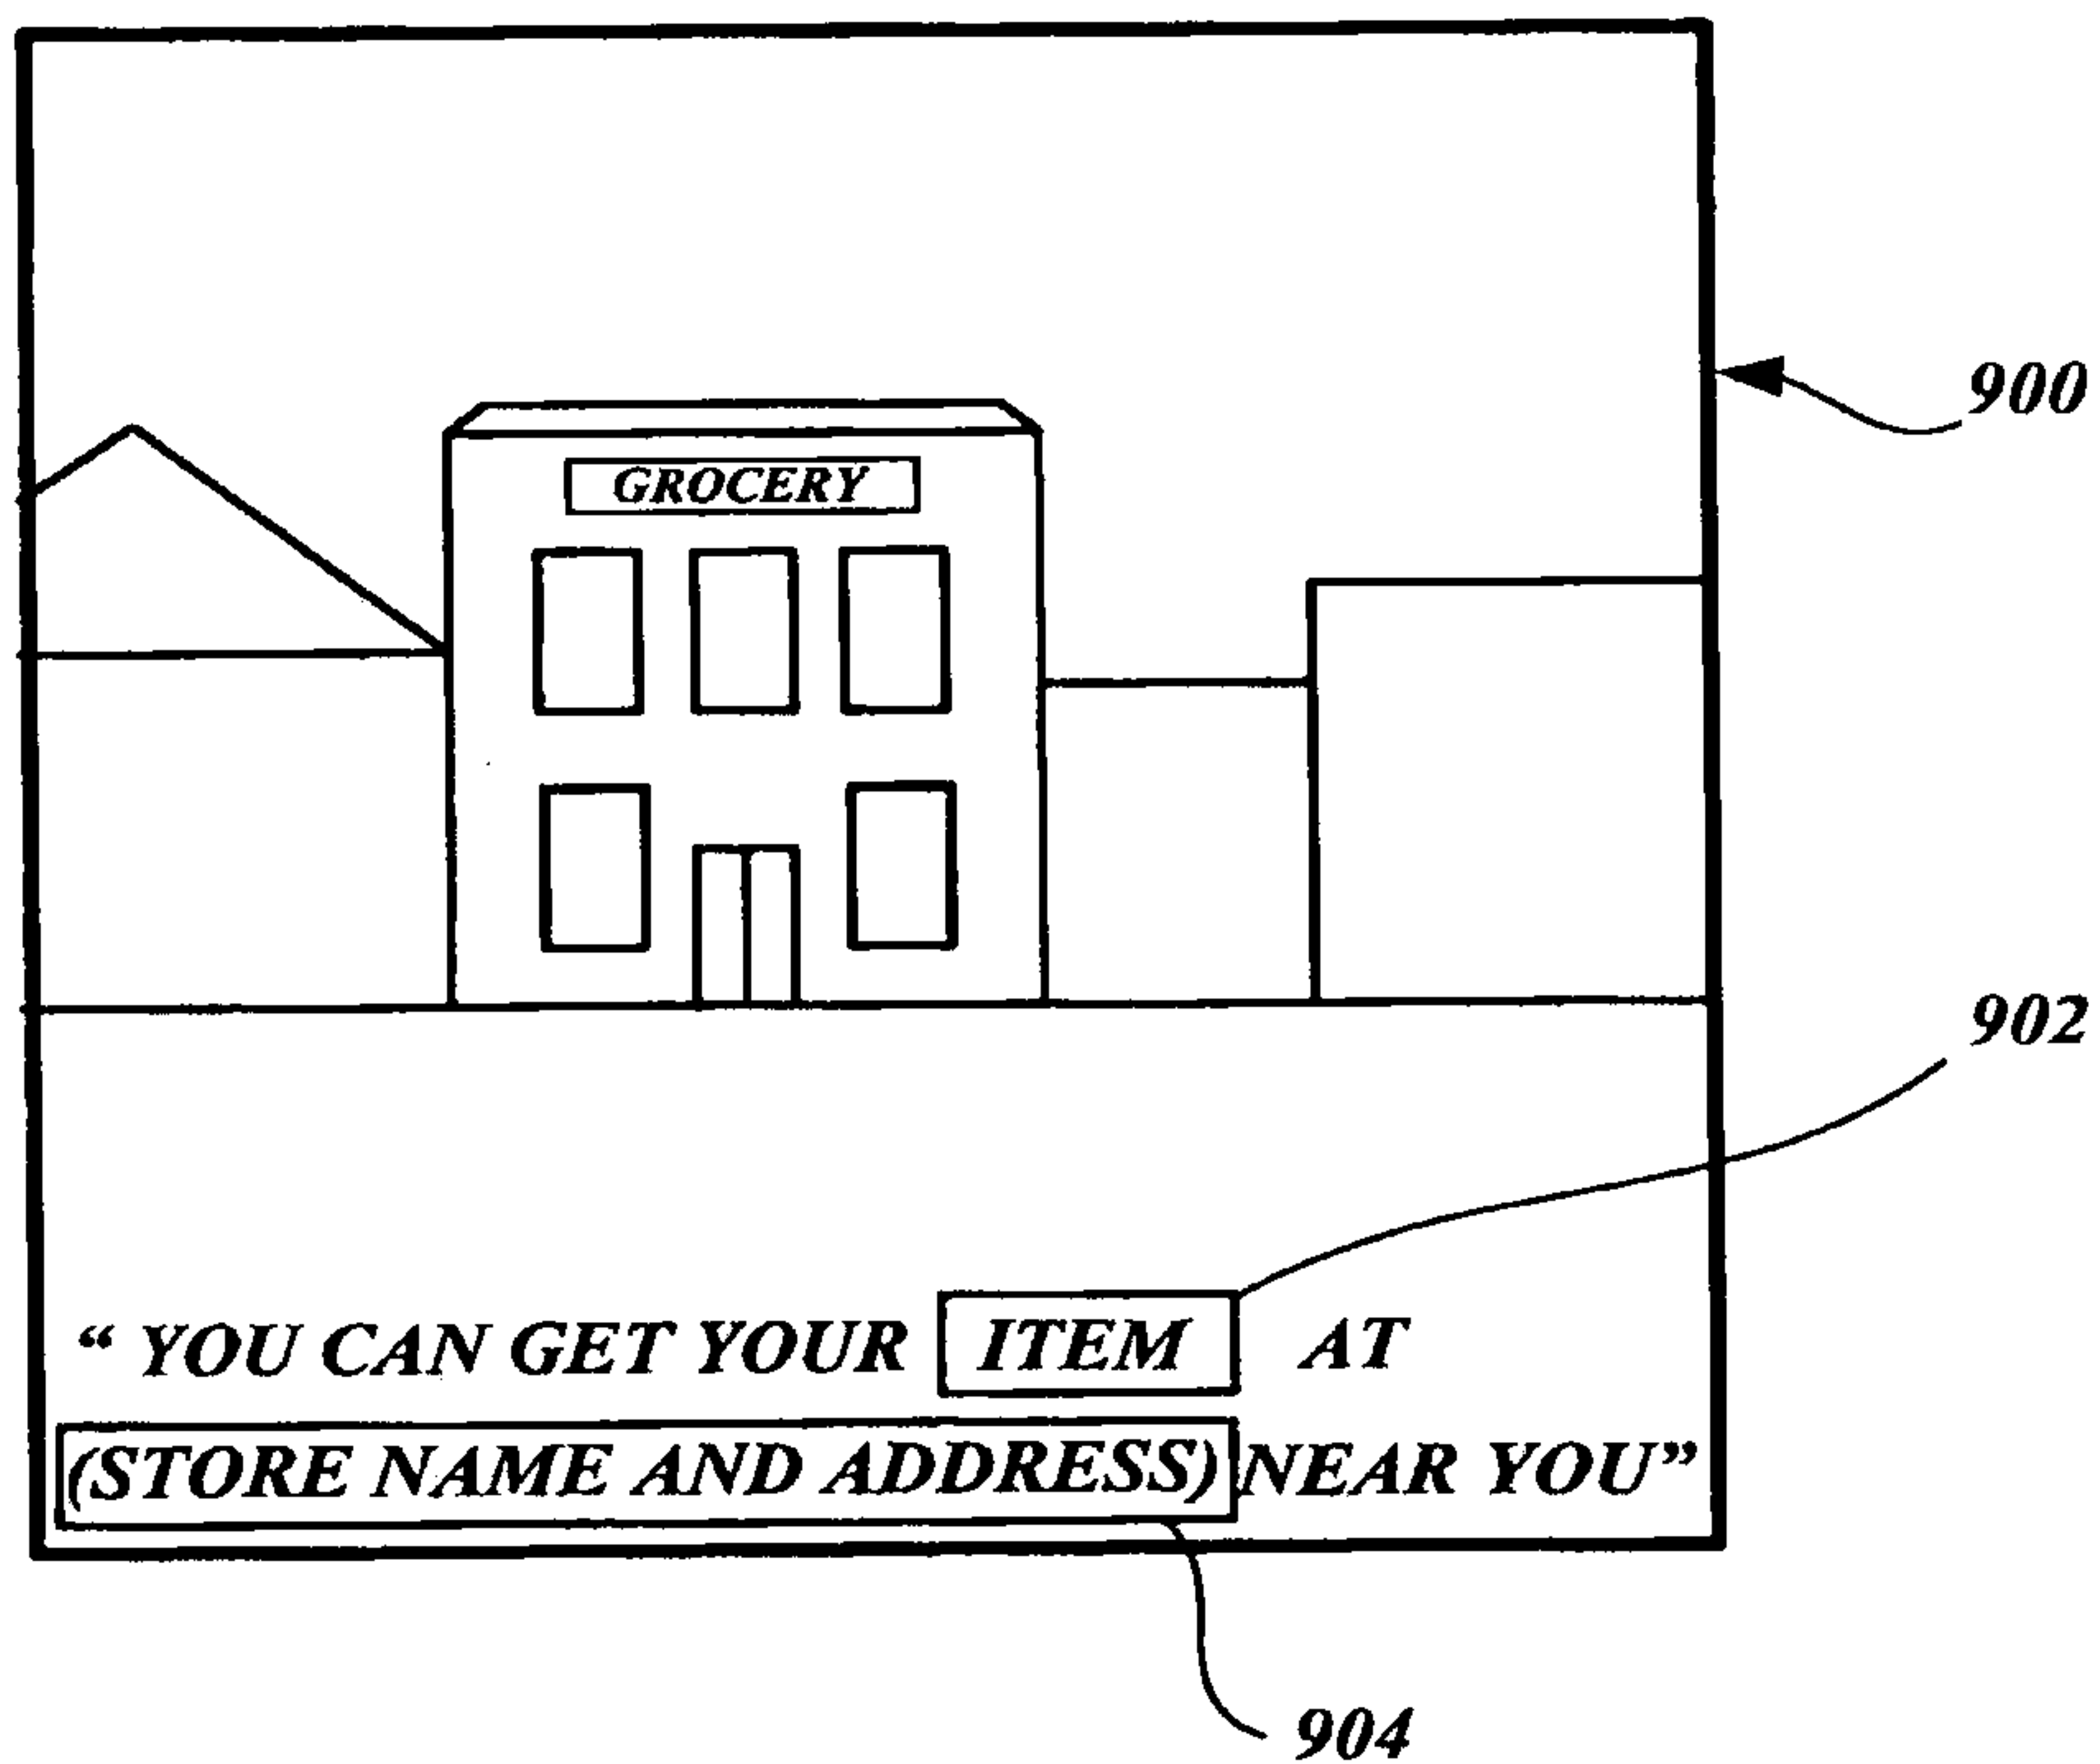 900
GROCERY
902
“ YOU CAN GET YOUR ITEM AT
(STORE NAME AND ADDRESS) NEAR YOU”
904